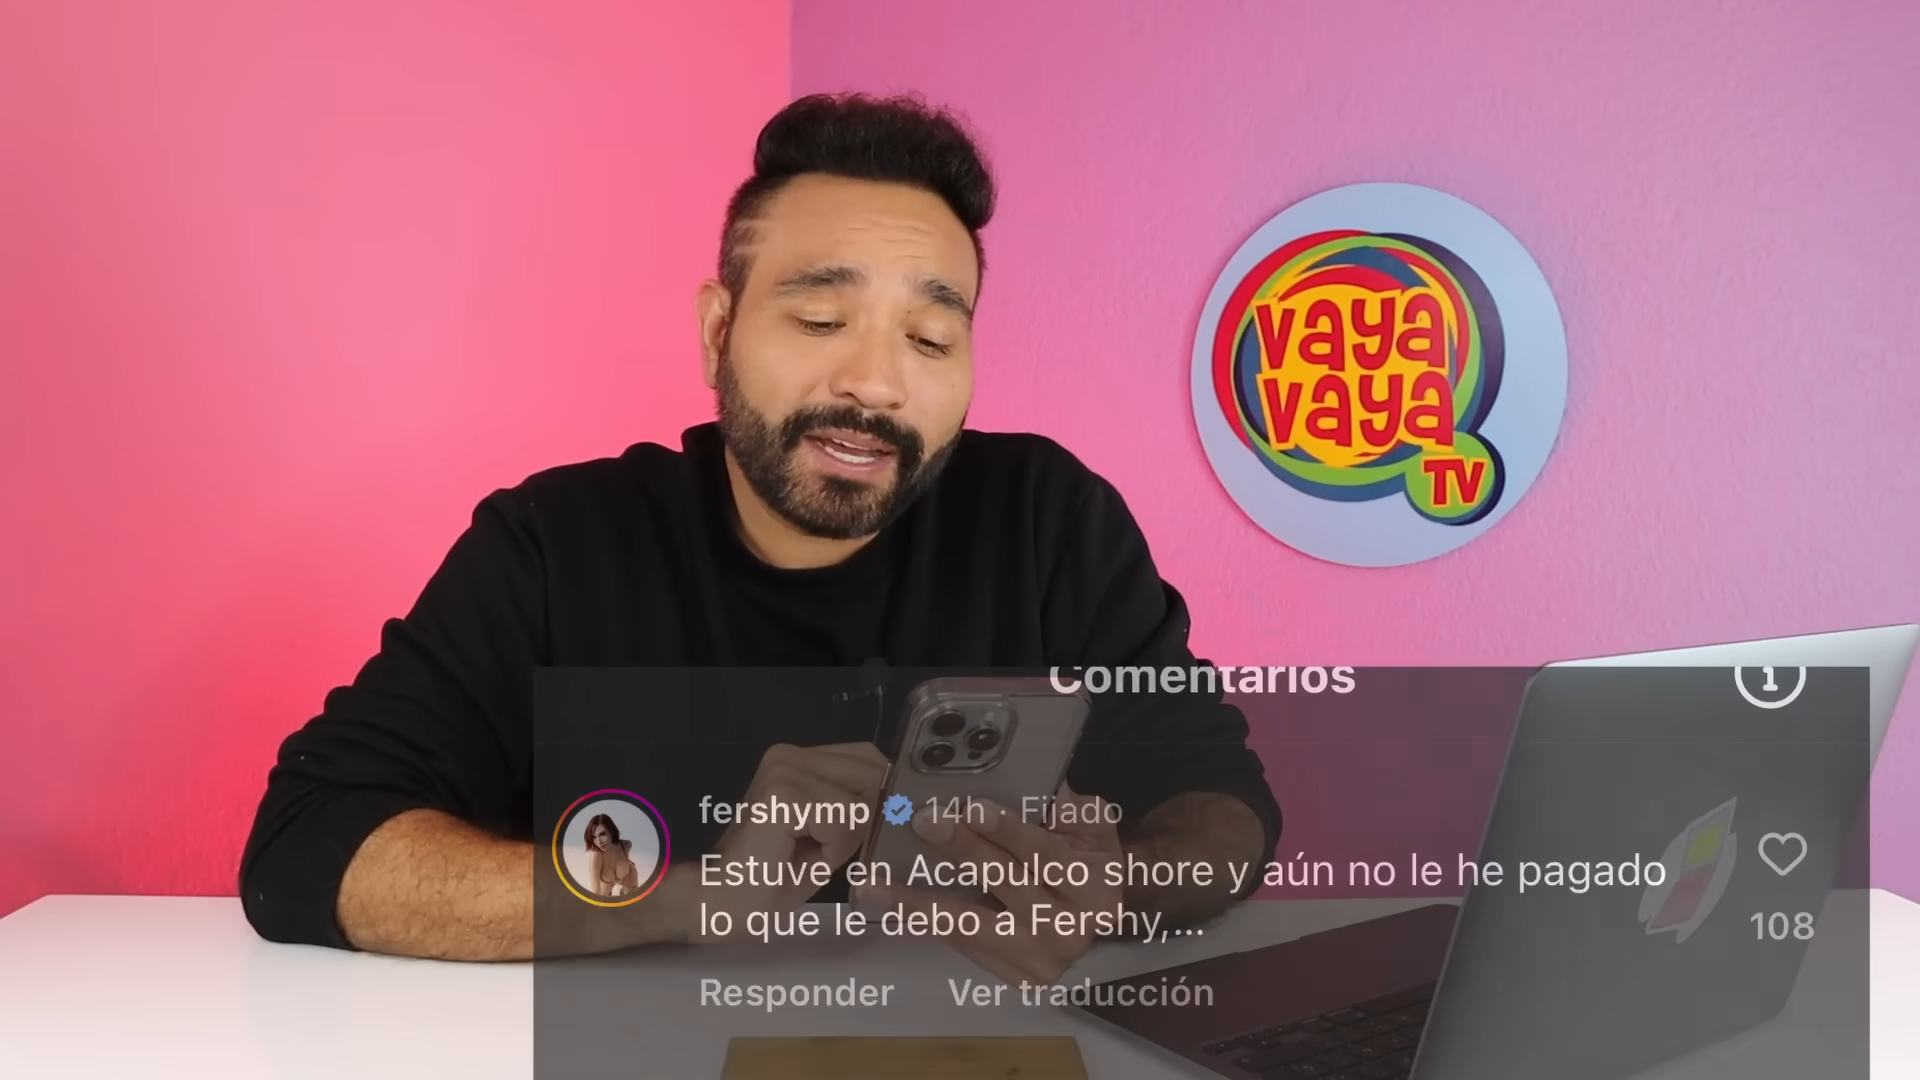 vaya
vaya
TV
Comentarios
fershymp 14h · Fijado
Estuve en Acapulco shore y aún no le he pagado
lo que le debo a Fershy,...
108
Responder Ver traducción